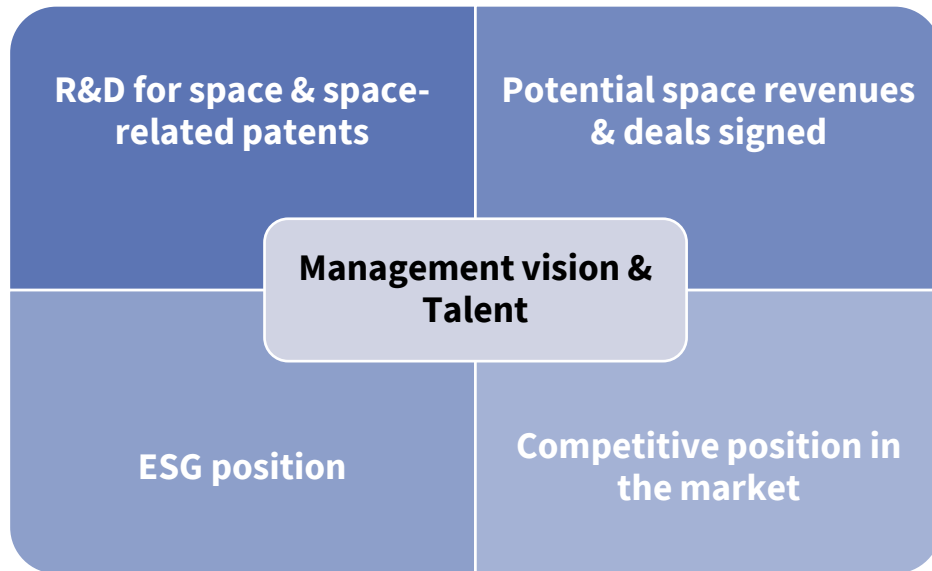 R&D for space & space-
related patents
Potential space revenues
& deals signed
Management vision &
Talent
ESG position
Competitive position in
the market